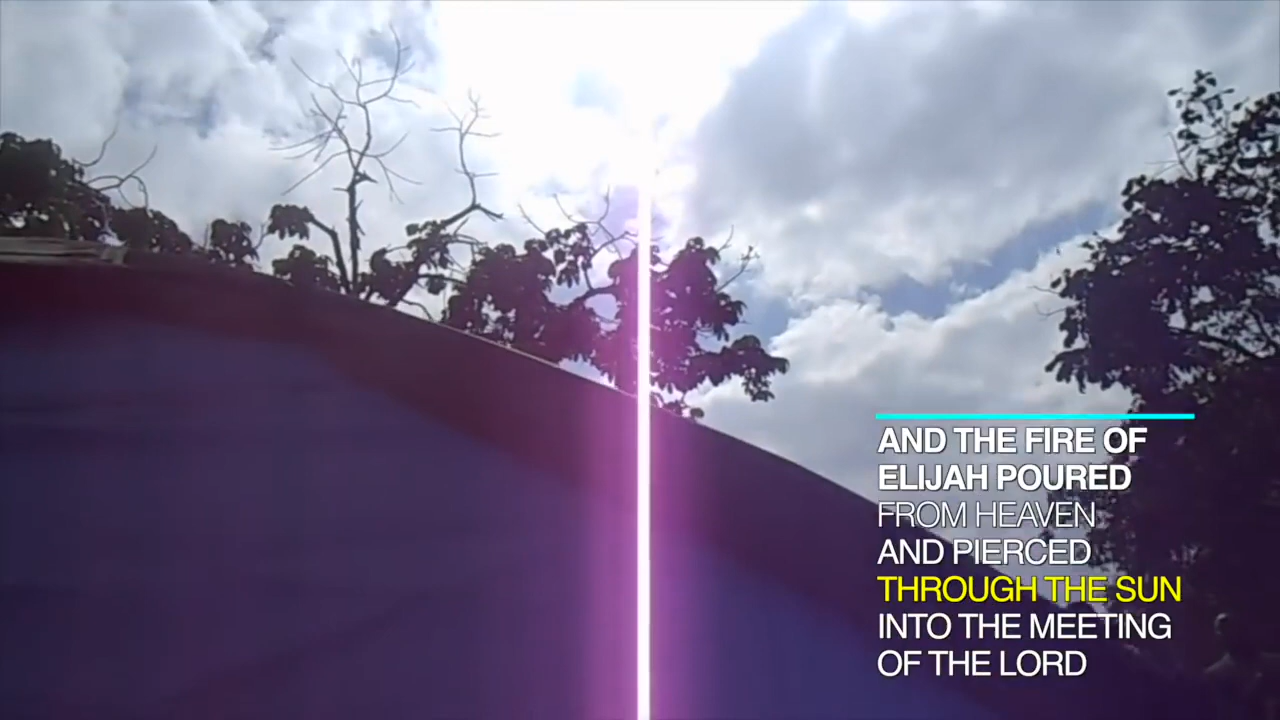 AND THE FIRE OF
ELIJAH POURED
FROM HEAVEN
AND PIERCED
THROUGH THE SUN
INTO THE MEETING
OF THE LORD